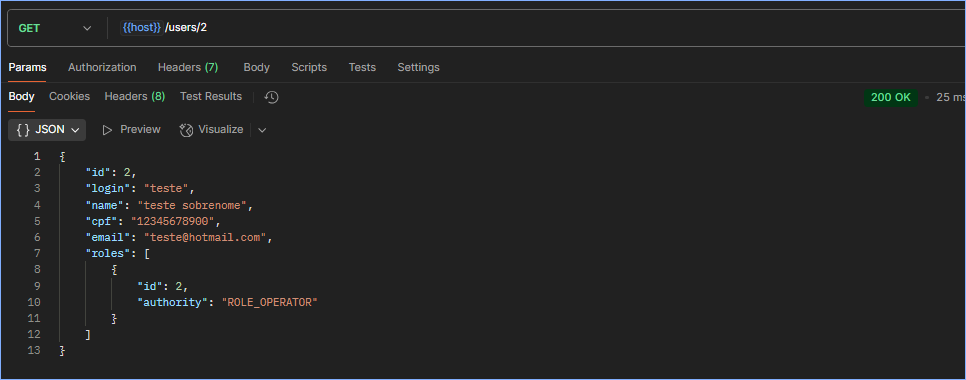 GET {{host}} /users/2
Params Authorization Headers (7) Body Scripts Tests Settings
Body Cookies Headers (8) Test Results 200 OK • 25 ms
{ } JSON Preview Visualize
1 {
2 "id": 2,
3 "login": "teste",
4 "name": "teste sobrenome",
5 "cpf": "12345678900",
6 "email": "teste@hotmail.com",
7 "roles": [
8 {
9 "id": 2,
10 "authority": "ROLE_OPERATOR"
11 }
12 ]
13 }